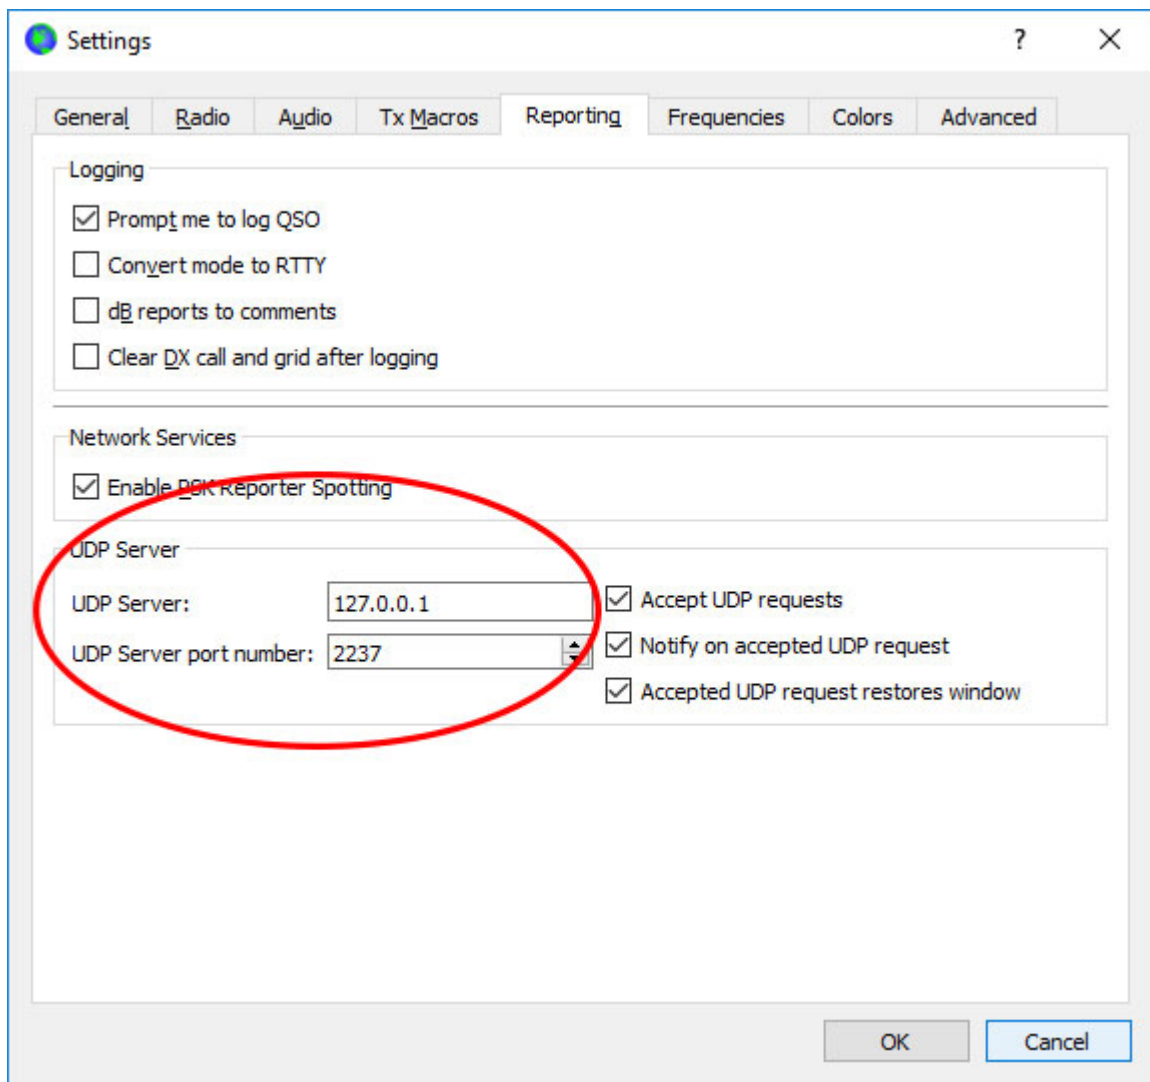 Settings
?
General Radio Audio Tx Macros Reporting Frequencies Colors Advanced
Logging
Prompt me to log QSO
Convert mode to RTTY
dB reports to comments
Clear DX call and grid after logging
Network Services
Enable PSK Reporter Spotting
UDP Server
UDP Server: 127.0.0.1
Accept UDP requests
UDP Server port number: 2237
Notify on accepted UDP request
Accepted UDP request restores window
OK Cancel